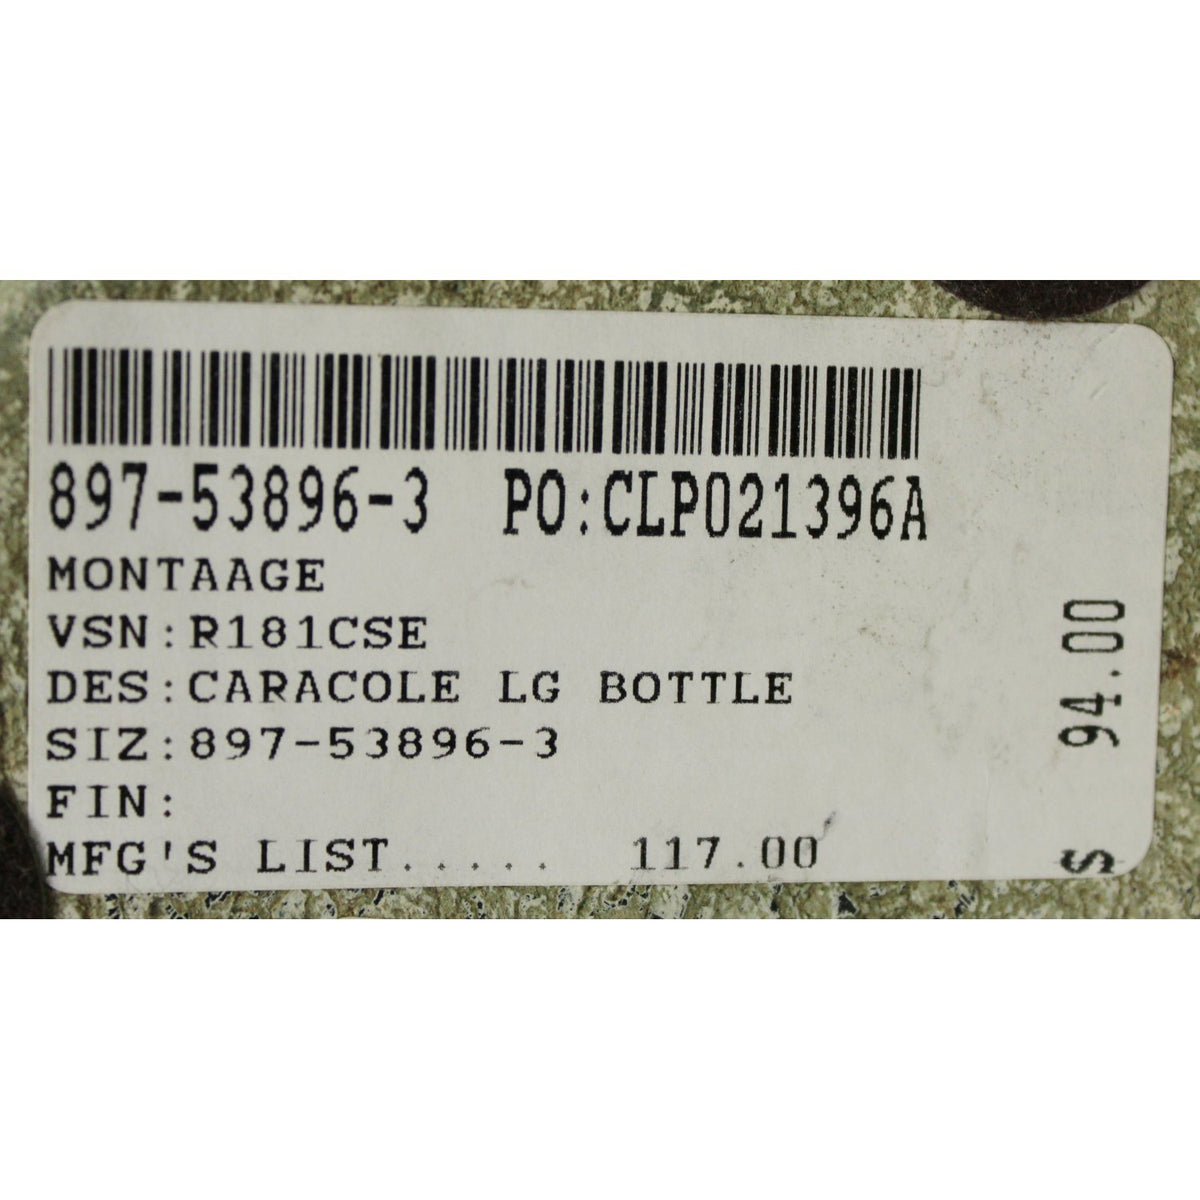 897-53896-3 PO:CLP021396A
MONTAAGE
VSN:R181CSE
DES:CARACOLE LG BOTTLE
SIZ:897-53896-3
FIN:
MFG'S LIST..... 117.00
S 94.00